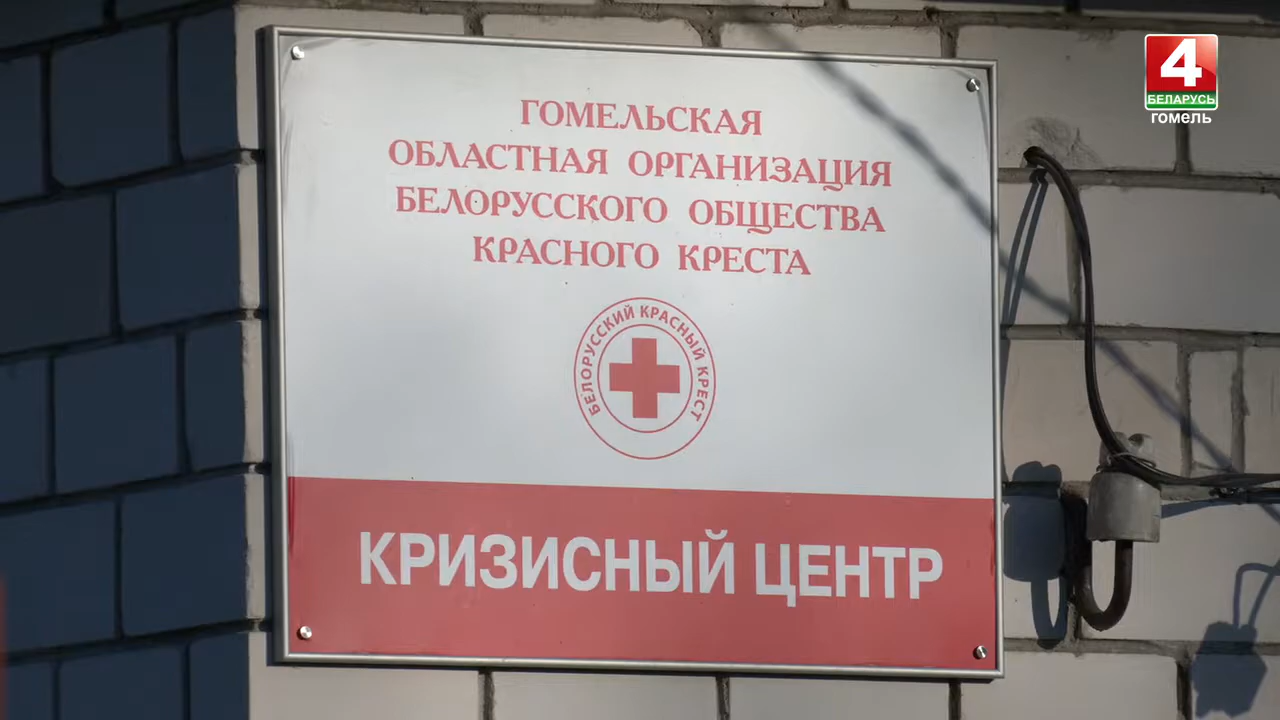 ГОМЕЛЬСКАЯ
ОБЛАСТНАЯ ОРГАНИЗАЦИЯ
БЕЛОРУССКОГО ОБЩЕСТВА
КРАСНОГО КРЕСТА
БЕЛОРУССКИЙ КРАСНЫЙ КРЕСТ
КРИЗИСНЫЙ ЦЕНТР
4
БЕЛАРУСЬ
ГОМЕЛЬ